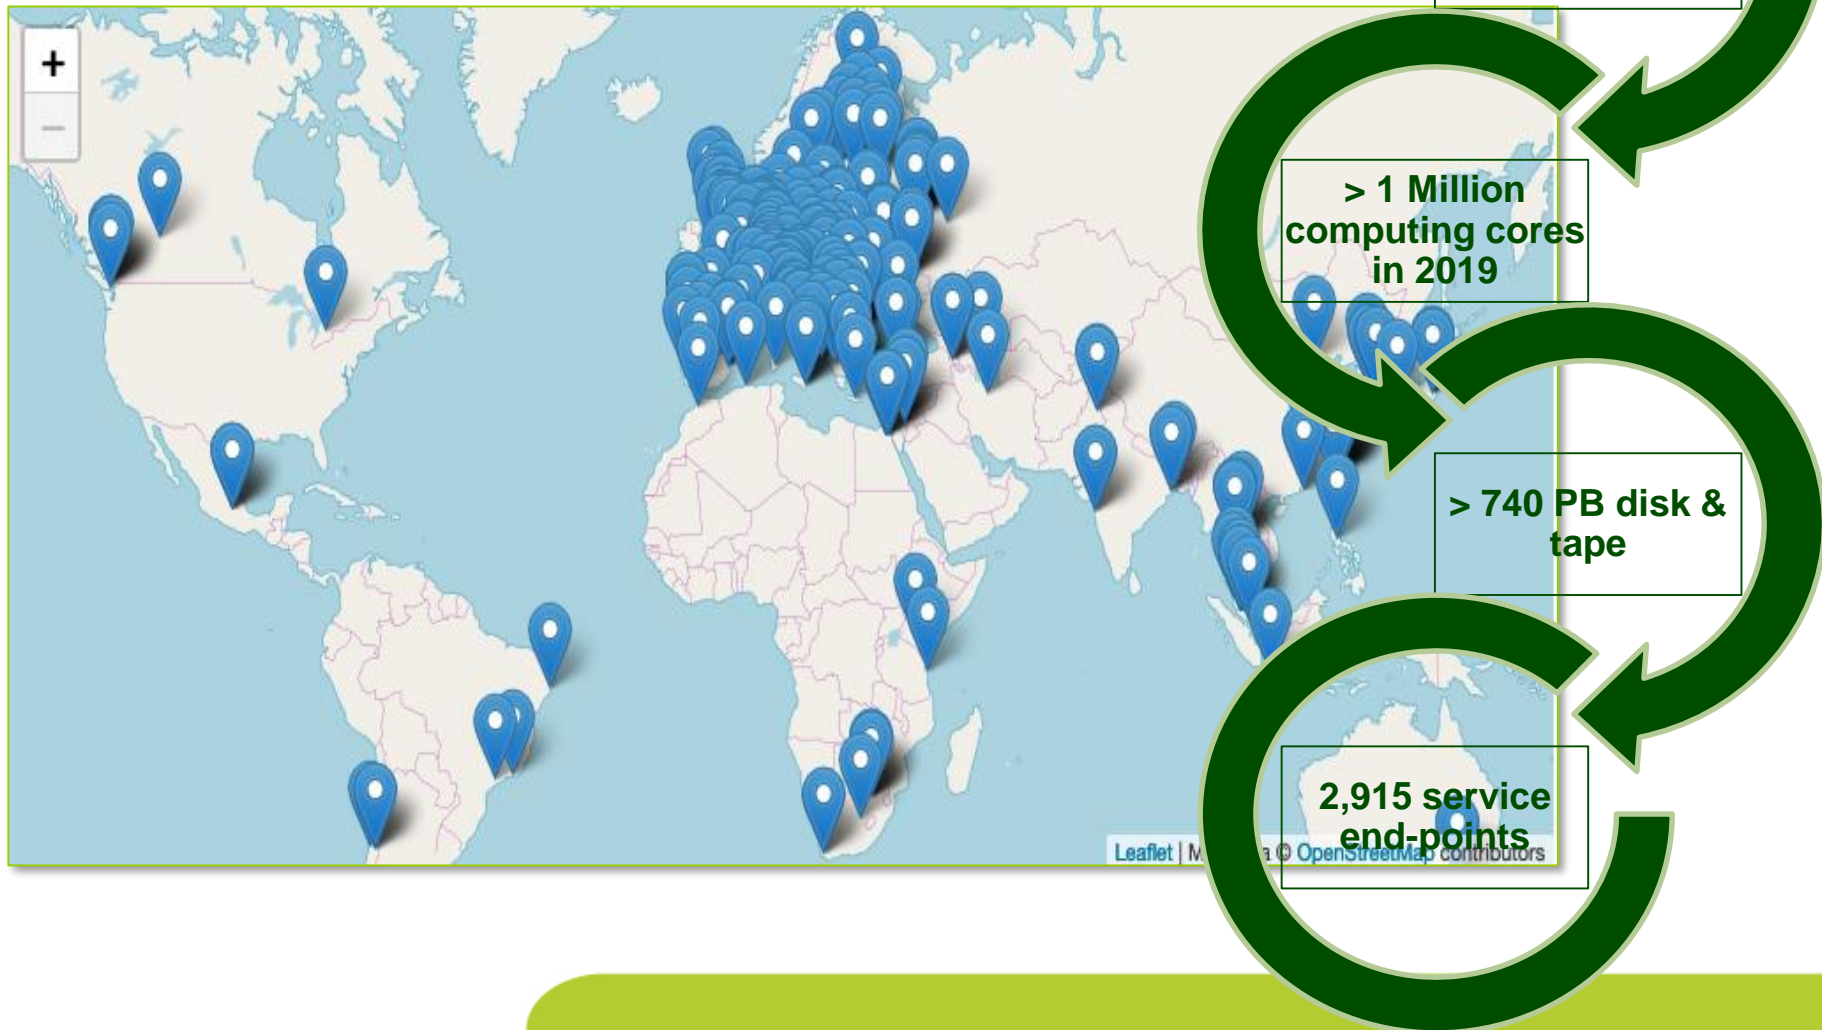 +
−
> 1 Million
computing cores
in 2019
> 740 PB disk &
tape
2,915 service
end-points
Leaflet | © OpenStreetMap contributors